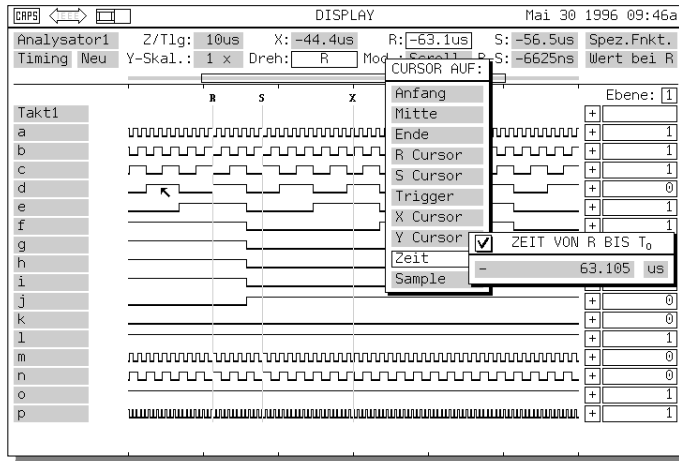 CAPS IEEE DISPLAY Mai 30 1996 09:46a
Analysator1 Z/Tlg: 10us X: -44.4us R: -63.1us S: -56.5us Spez.Fnkt.
Timing Neu Y-Skal.: 1 x Dreh: R Mod.: Scroll R-S: -6625ns Wert bei R
CURSOR AUF:
Anfang
Mitte
Ende
R Cursor
S Cursor
Trigger
X Cursor
Y Cursor
Zeit
Sample
ZEIT VON R BIS T0
- 63.105 us
R S X
Ebene: 1
Takt1 +
a + 1
b + 1
c + 1
d + 0
e + 1
f + 1
g
h
i
j + 0
k + 0
l + 1
m + 0
n + 0
o + 1
p + 1